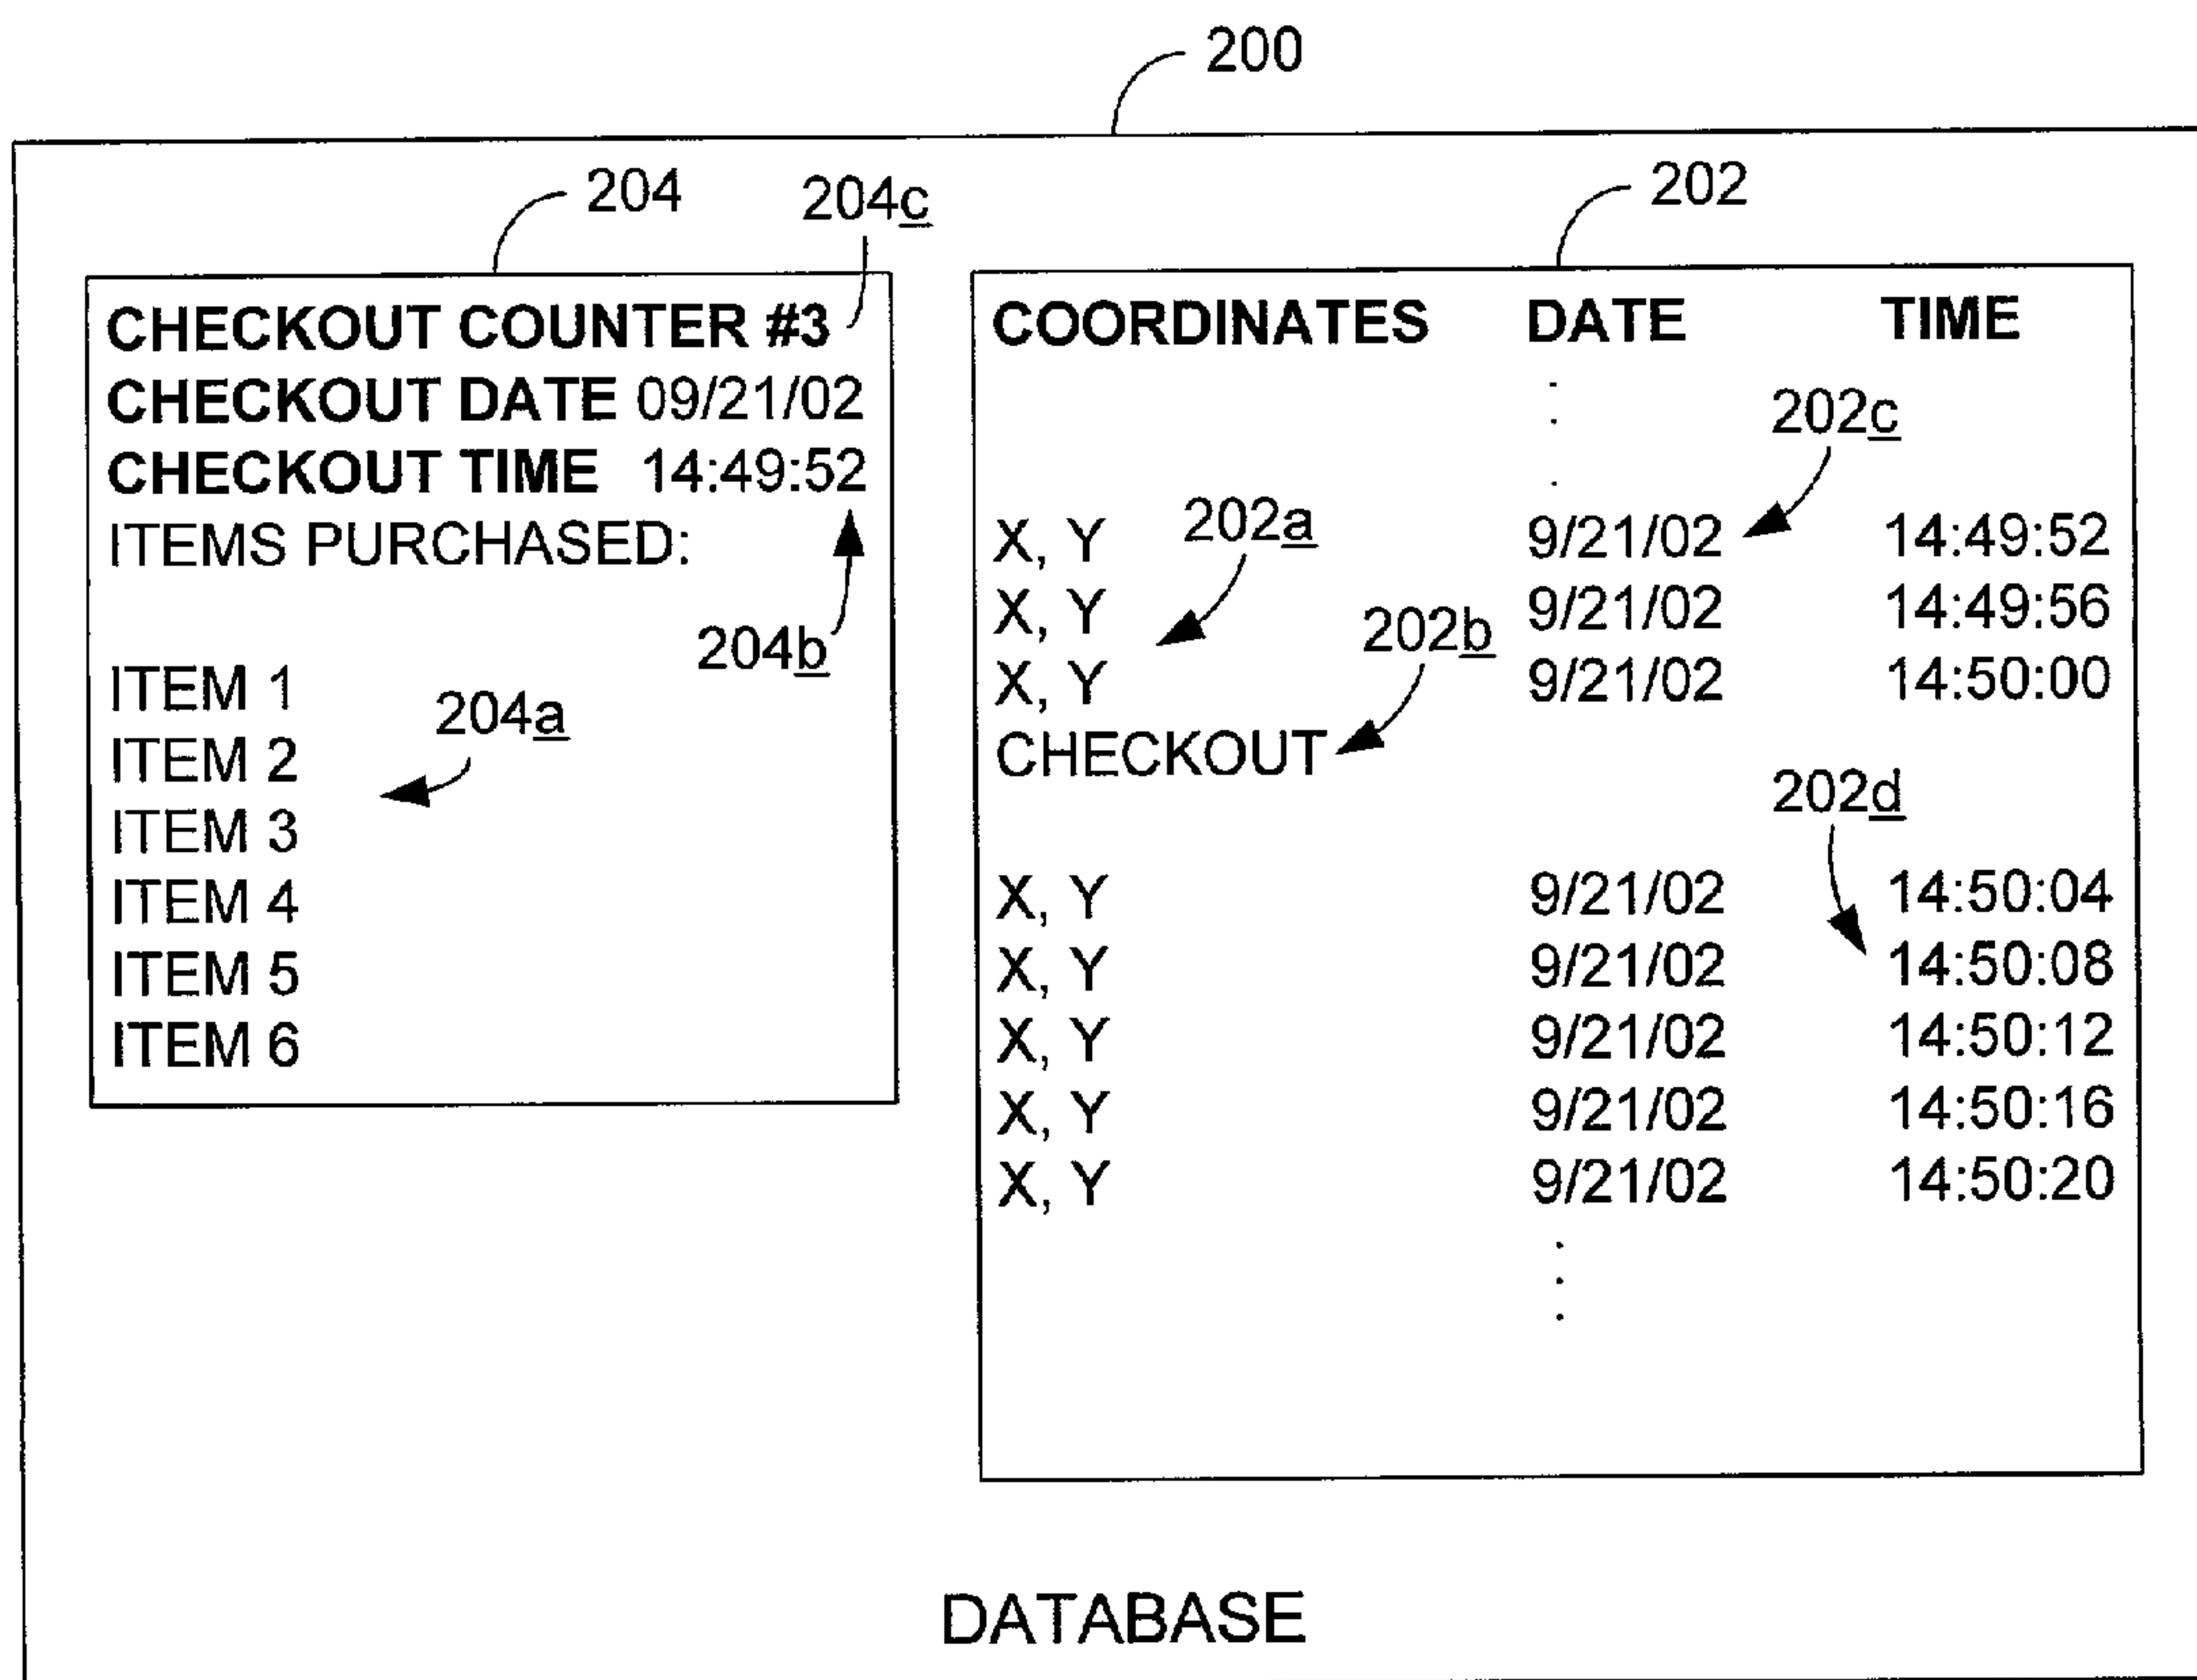 200
204
204c
202
CHECKOUT COUNTER #3
CHECKOUT DATE 09/21/02
CHECKOUT TIME 14:49:52
ITEMS PURCHASED:
204b
ITEM 1
204a
ITEM 2
ITEM 3
ITEM 4
ITEM 5
ITEM 6
COORDINATES DATE TIME
.
.
.
202c
X, Y 9/21/02 14:49:52
202a
X, Y 9/21/02 14:49:56
202b
X, Y 9/21/02 14:50:00
CHECKOUT
202d
X, Y 9/21/02 14:50:04
X, Y 9/21/02 14:50:08
X, Y 9/21/02 14:50:12
X, Y 9/21/02 14:50:16
X, Y 9/21/02 14:50:20
.
.
.
DATABASE